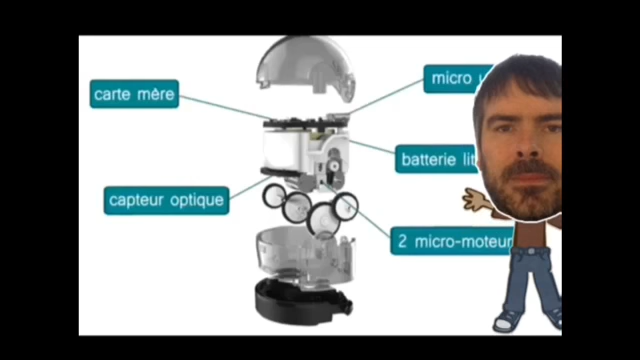 carte mère
micro
batterie
capteur optique
2 micro-moteur